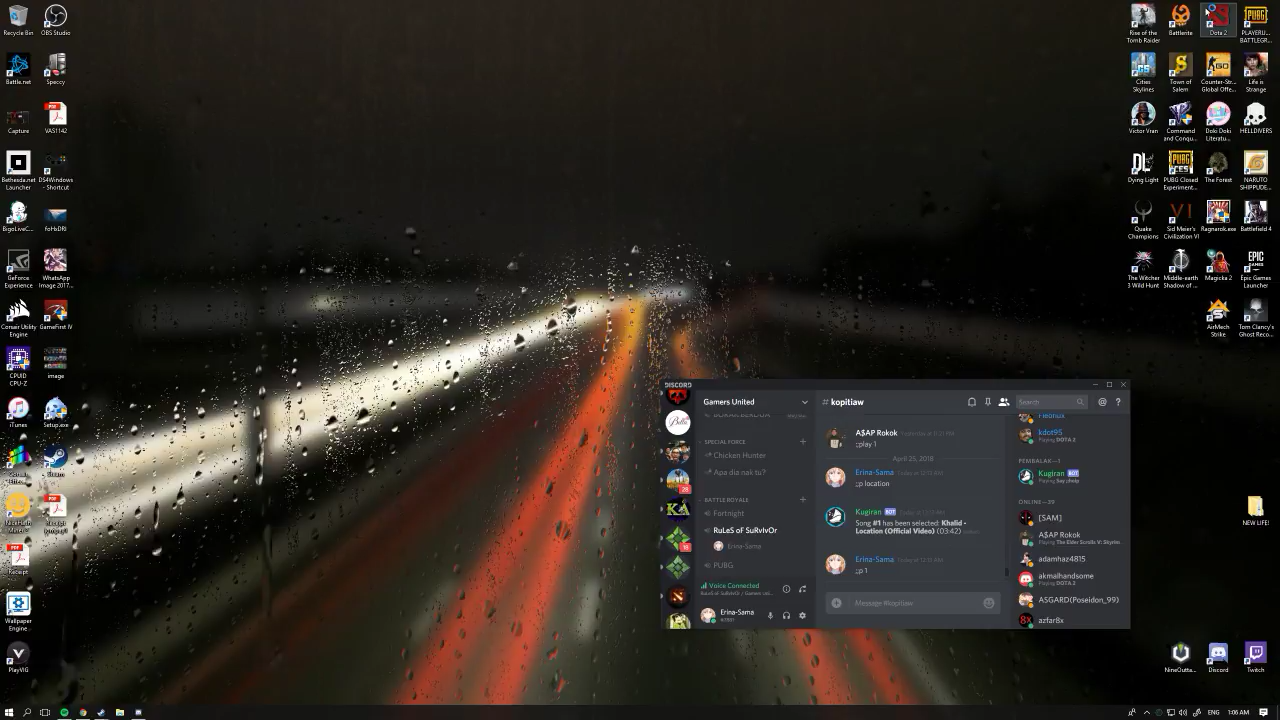 Recycle Bin
OBS Studio
Battle.net
Speccy
Capture
VAS1142
Bethesda.net
Launcher
DS4Windows
- Shortcut
BigoLiveC...
foHxDRI
GeForce
Experience
WhatsApp
Image 2017...
Corsair Utility
Engine
GameFirst IV
CPUID
CPU-Z
image
iTunes
Setup.exe
Steam
Receipt
Wallpaper
Engine...
PlayVIG
Rise of the
Tomb Raider
Battlerite
Dota 2
PLAYERU...
BATTLEGR...
Cities
Skylines
Town of
Salem
Counter-Str...
Global Offe...
Life is
Strange
Victor Vran
Command
and Conqu...
Doki Doki
Literatu...
HELLDIVERS
Dying Light
PUBG Closed
Experiment...
The Forest
NARUTO
SHIPPUDE...
Quake
Champions
Sid Meier's
Civilization VI
Ragnarok.exe
Battlefield 4
The Witcher
3 Wild Hunt
Middle-earth
Shadow of...
Magicka 2
Epic Games
Launcher
AirMech
Strike
Tom Clancy's
Ghost Reco...
NEW LIFE!
NineOutta...
Discord
Twitch
DISCORD
Gamers United
SPECIAL FORCE
Chicken Hunter
Apa dia nak tu?
BATTLE ROYALE
Fortnight
RuLeS oF SuRvIvOr
Erina-Sama
PUBG
Voice Connected
Erina-Sama
# kopitiaw
Search
A$AP Rokok Yesterday at
;;play 1
April 25, 2018
Erina-Sama
;;p location
Kugiran BOT
Song #1 has been selected: Khalid -
Location (Official Video) (03:42)
Erina-Sama
;;p 1
Message #kopitiaw
kdot95
Playing DOTA 2
PEMBALAK—1
Kugiran BOT
Playing
ONLINE—39
[SAM]
A$AP Rokok
Playing The Elder Scrolls V: Skyrim...
adamhaz4815
akmalhandsome
Playing DOTA 2
ASGARD(Poseidon_99)
azfar8x
ENG
1:06 AM